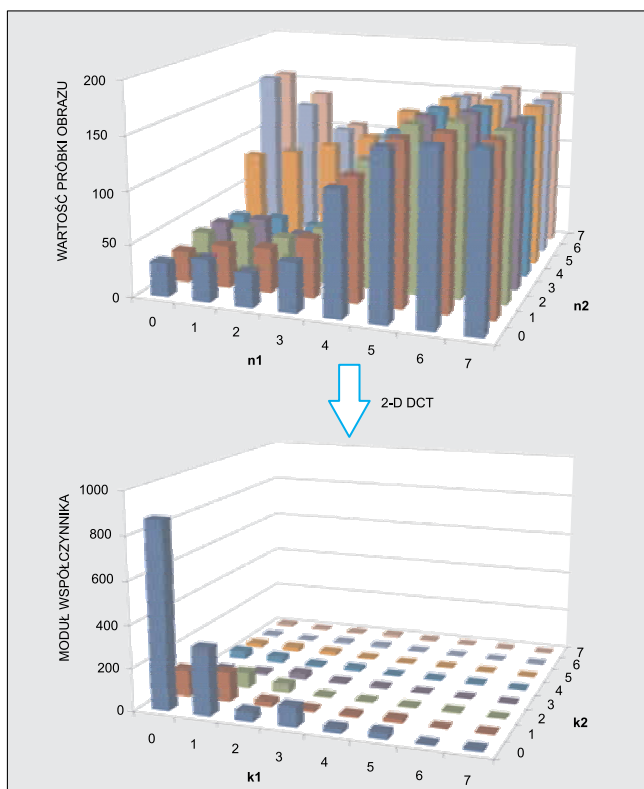 WARTOŚĆ PRÓBKI OBRAZU
200
150
100
50
0
0 1 2 3 4 5 6 7
n1
0 1 2 3 4 5 6 7
n2
2-D DCT
MODUŁ WSPÓŁCZYNNIKA
1000
800
600
400
200
0
0 1 2 3 4 5 6 7
k1
0 1 2 3 4 5 6 7
k2